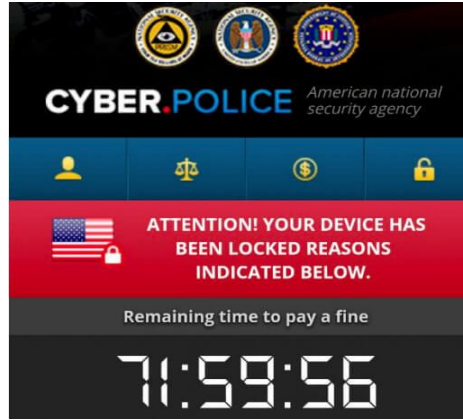 CYBER.POLICE
American national
security agency
ATTENTION! YOUR DEVICE HAS
BEEN LOCKED REASONS
INDICATED BELOW.
Remaining time to pay a fine
71:59:56